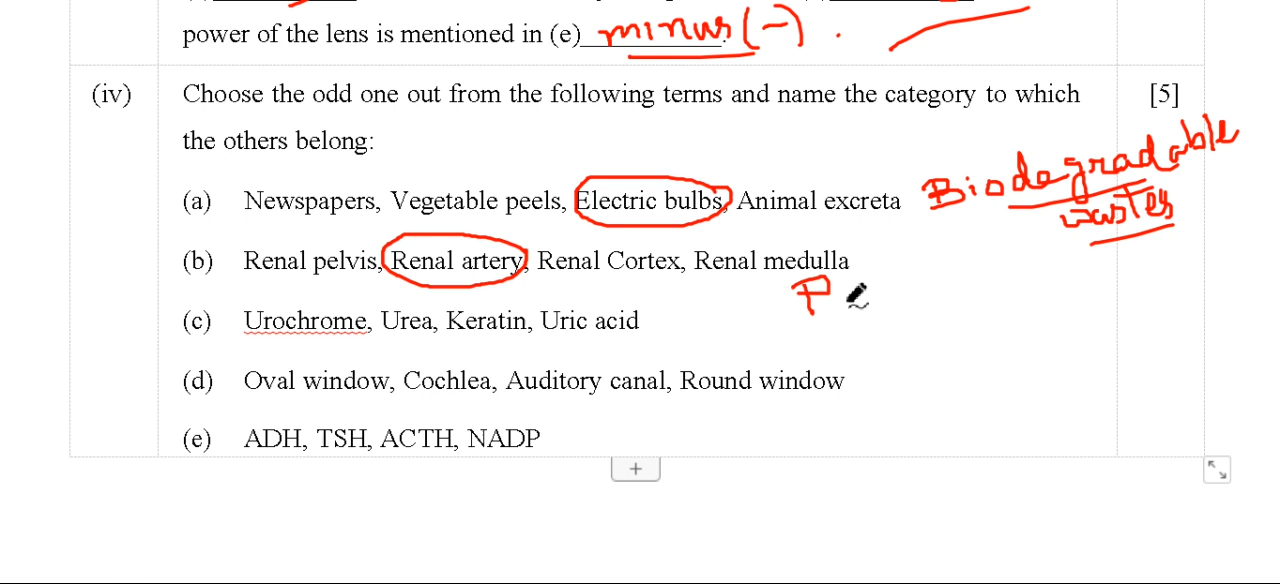 power of the lens is mentioned in (e) minus (-) .
(iv) Choose the odd one out from the following terms and name the category to which [5]
the others belong:
(a) Newspapers, Vegetable peels, Electric bulbs, Animal excreta Biodegradable
wastes
(b) Renal pelvis, Renal artery, Renal Cortex, Renal medulla
P
(c) Urochrome, Urea, Keratin, Uric acid
(d) Oval window, Cochlea, Auditory canal, Round window
(e) ADH, TSH, ACTH, NADP
+